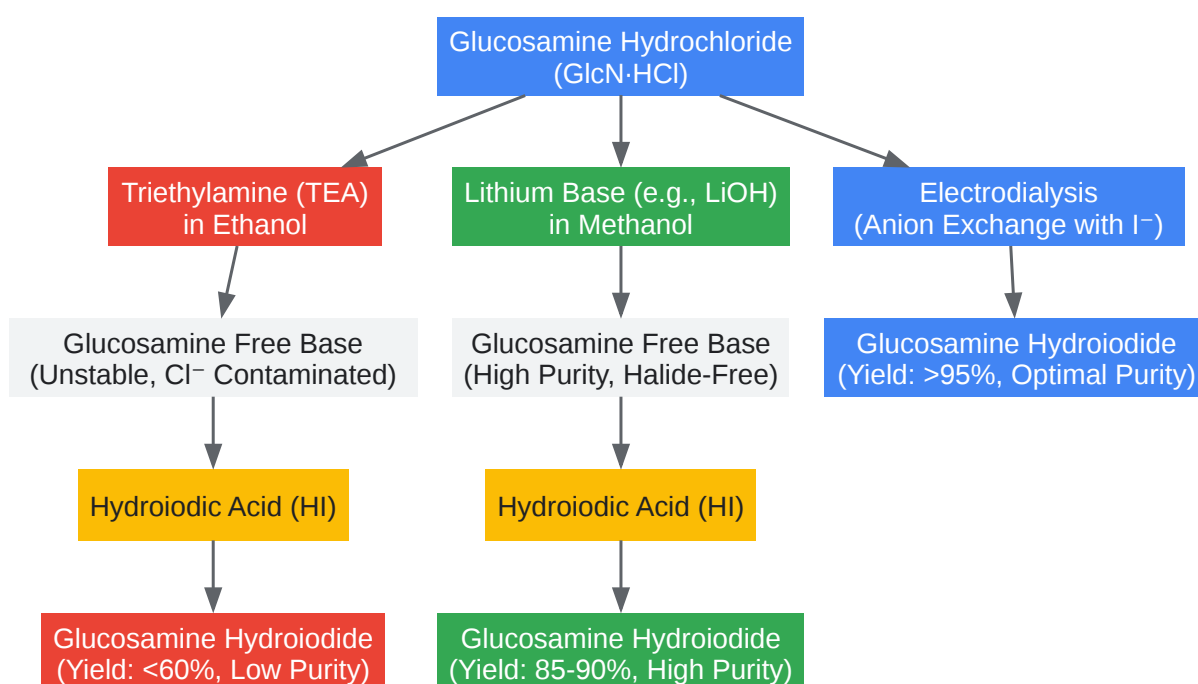 Glucosamine Hydrochloride
(GlcN·HCl)
Triethylamine (TEA)
in Ethanol
Lithium Base (e.g., LiOH)
in Methanol
Electrodialysis
(Anion Exchange with I⁻)
Glucosamine Free Base
(Unstable, Cl⁻ Contaminated)
Glucosamine Free Base
(High Purity, Halide-Free)
Glucosamine Hydroiodide
(Yield: >95%, Optimal Purity)
Hydroiodic Acid (HI)
Hydroiodic Acid (HI)
Glucosamine Hydroiodide
(Yield: <60%, Low Purity)
Glucosamine Hydroiodide
(Yield: 85-90%, High Purity)